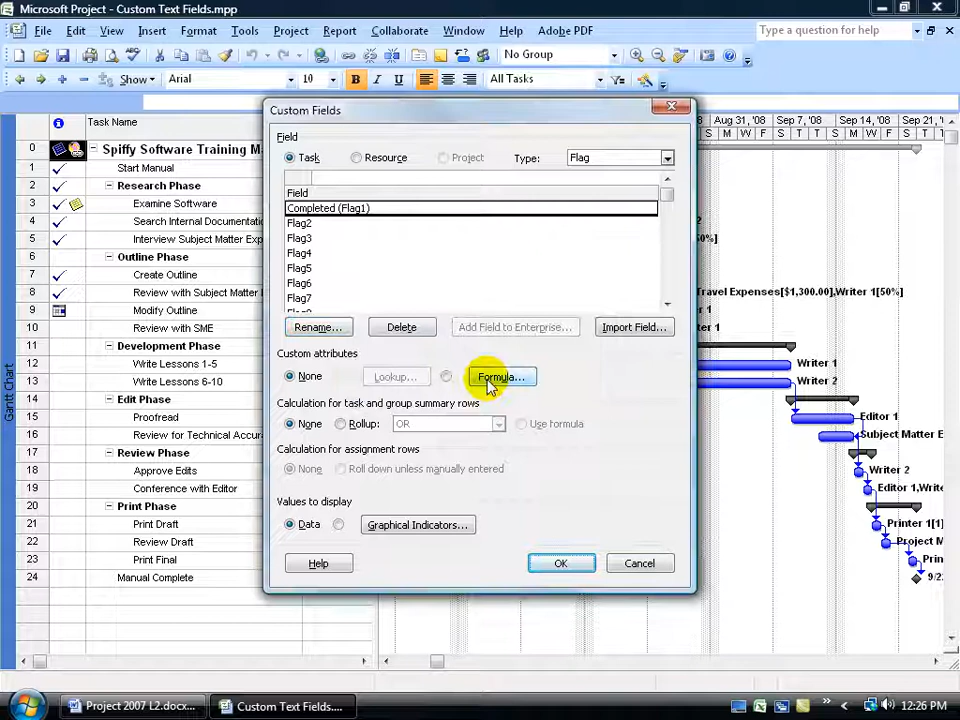 Microsoft Project - Custom Text Fields.mpp
File Edit View Insert Format Tools Project Report Collaborate Window Help Adobe PDF
Type a question for help
No Group
Show
Arial
10
B I U
All Tasks
Task Name
0 Spiffy Software Training M
1 Start Manual
2 Research Phase
3 Examine Software
4 Search Internal Documentatio
5 Interview Subject Matter Exp
6 Outline Phase
7 Create Outline
8 Review with Subject Matter
9 Modify Outline
10 Review with SME
11 Development Phase
12 Write Lessons 1-5
13 Write Lessons 6-10
14 Edit Phase
15 Proofread
16 Review for Technical Accura
17 Review Phase
18 Approve Edits
19 Conference with Editor
20 Print Phase
21 Print Draft
22 Review Draft
23 Print Final
24 Manual Complete
Gantt Chart
Custom Fields
Field
Task Resource Project Type: Flag
Field
Completed (Flag1)
Flag2
Flag3
Flag4
Flag5
Flag6
Flag7
Rename... Delete Add Field to Enterprise... Import Field...
Custom attributes
None Lookup... Formula...
Calculation for task and group summary rows
None Rollup: OR Use formula
Calculation for assignment rows
None Roll down unless manually entered
Values to display
Data Graphical Indicators...
Help OK Cancel
Aug 31, '08 Sep 7, '08 Sep 14, '08 Sep 21, '08
S M T W T F S S M T W T F S S M T W T F S S M
Travel Expenses[$1,300.00],Writer 1[50%]
Writer 1
Writer 2
Editor 1
Subject Matter E
Writer 2
Editor 1,Write
Printer 1[1]
Project M
Prin
9/2
Project 2007 L2.docx...
Custom Text Fields....
12:26 PM